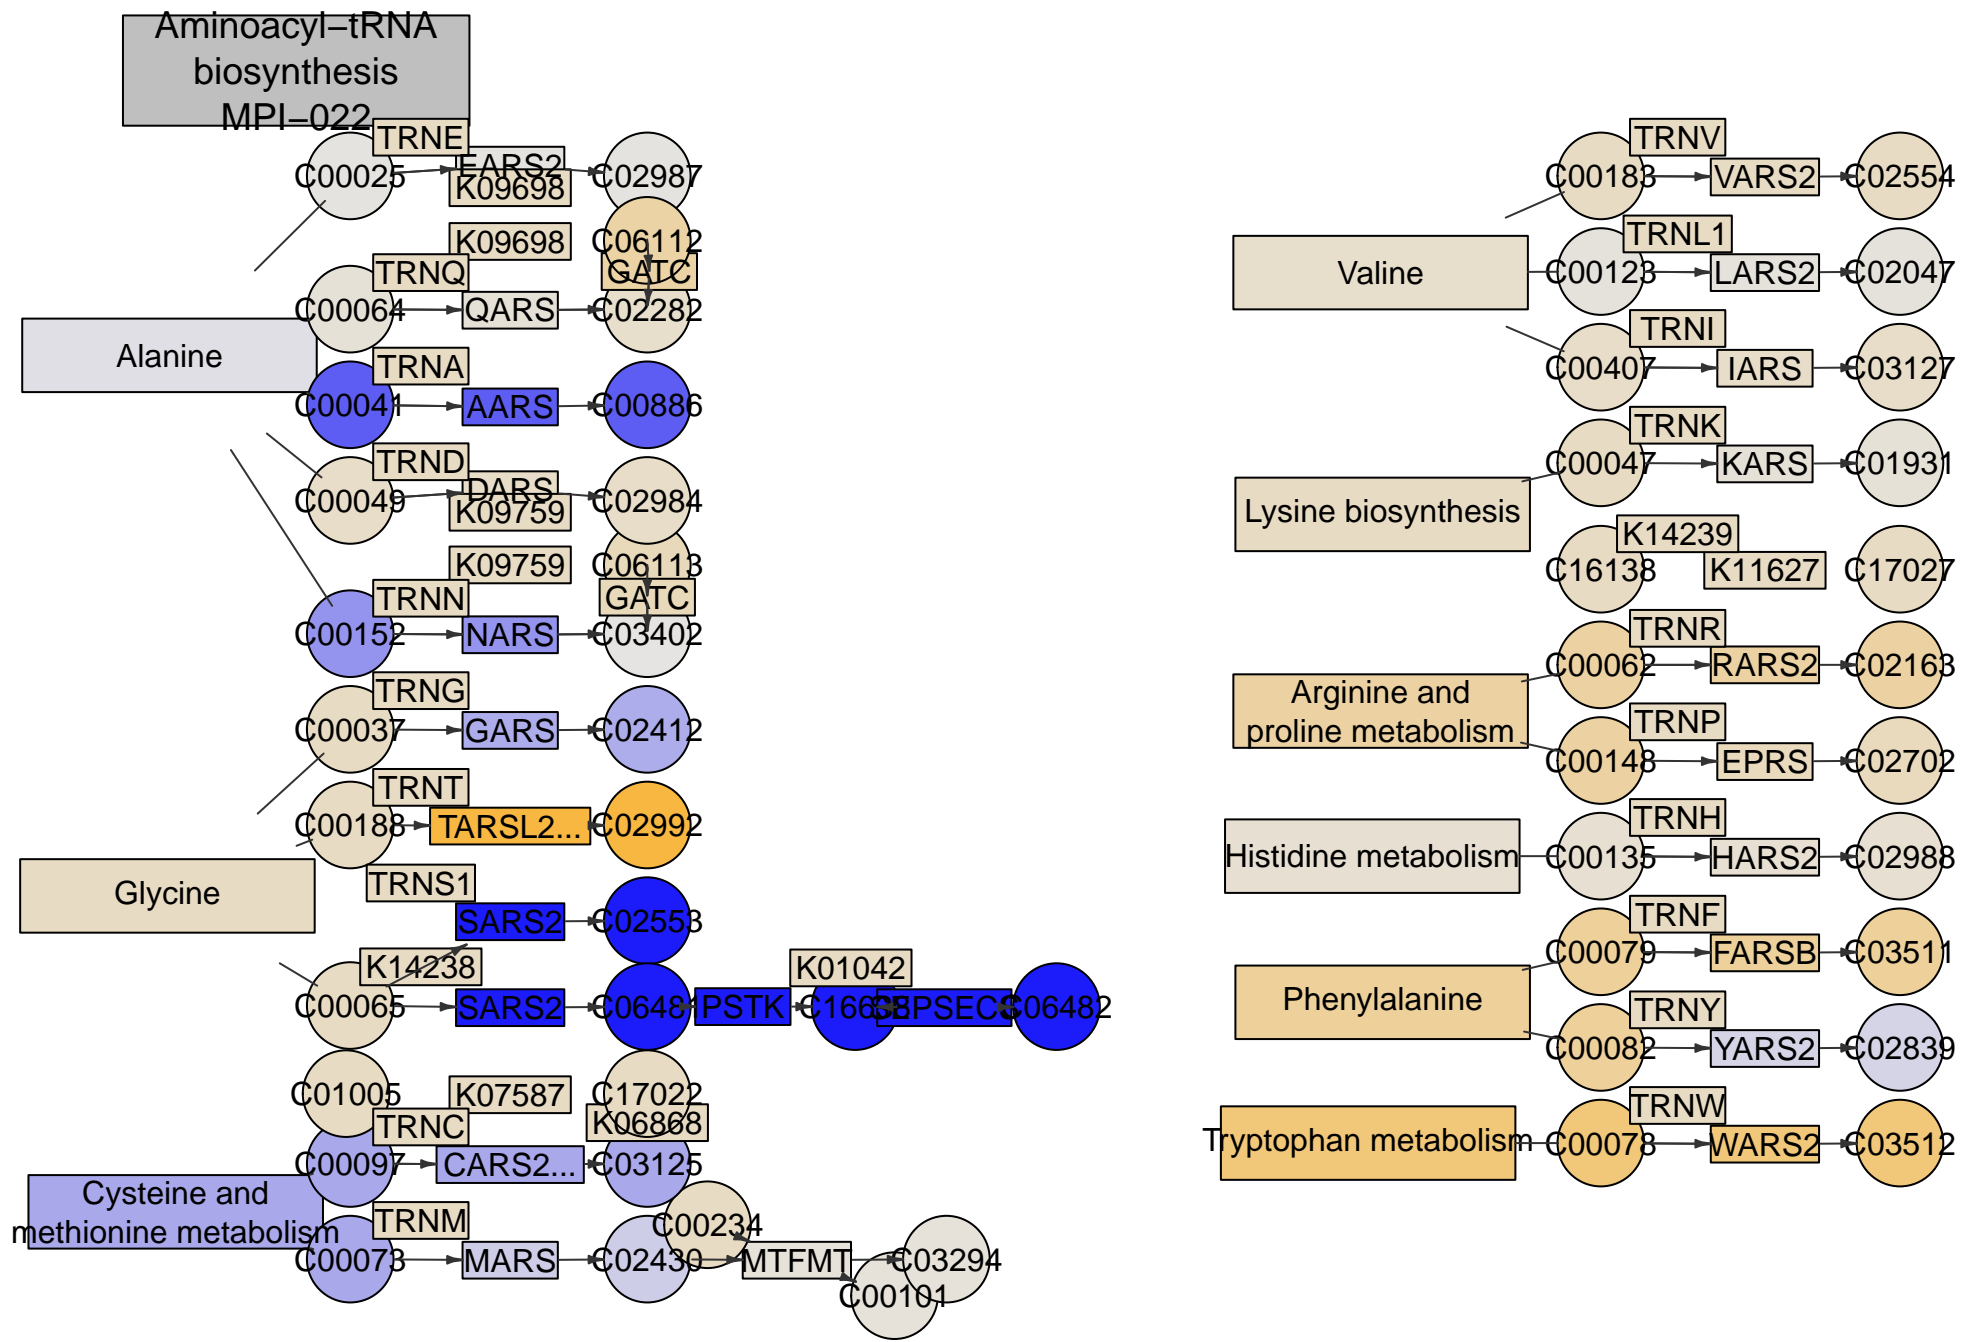 Aminoacyl–tRNA
biosynthesis
MPI–022
TRNE
C00025
EARS2
K09698
C02987
K09698
C06112
TRNQ
GATC
C00064
QARS
C02282
Alanine
TRNA
C00041
AARS
C00886
TRND
C00049
DARS
K09759
C02984
K09759
C06113
TRNN
GATC
C00152
NARS
C03402
TRNG
C00037
GARS
C02412
TRNT
C00188
TARSL2...
C02992
Glycine
TRNS1
SARS2
C02553
K14238
K01042
C00065
SARS2
C06481
PSTK
SEPSECS
C06482
C01005
K07587
C17022
TRNC
K06868
C00097
CARS2...
C03125
Cysteine and
methionine metabolism
TRNM
C00234
C00073
MARS
C02430
MTFMT
C03294
C00101
TRNV
C00183
VARS2
C02554
TRNL1
Valine
C00123
LARS2
C02047
TRNI
C00407
IARS
C03127
TRNK
C00047
KARS
C01931
Lysine biosynthesis
K14239
C16138
K11627
C17027
TRNR
C00062
RARS2
C02163
Arginine and
proline metabolism
TRNP
C00148
EPRS
C02702
TRNH
Histidine metabolism
C00135
HARS2
C02988
TRNF
C00079
FARSB
C03511
Phenylalanine
TRNY
C00082
YARS2
C02839
TRNW
Tryptophan metabolism
C00078
WARS2
C03512